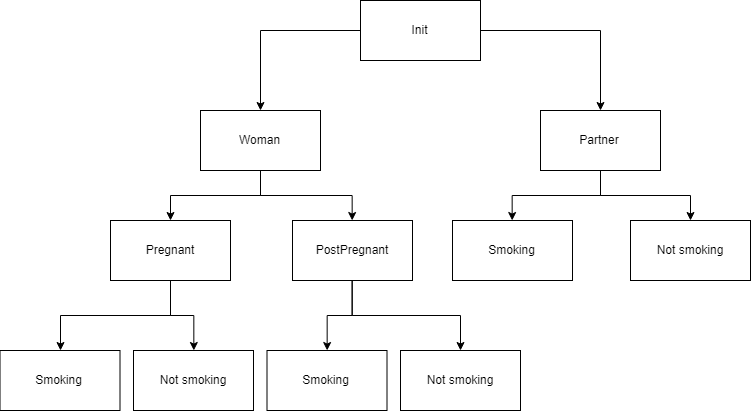 Init
Woman
Partner
Pregnant
PostPregnant
Smoking
Not smoking
Smoking
Not smoking
Smoking
Not smoking